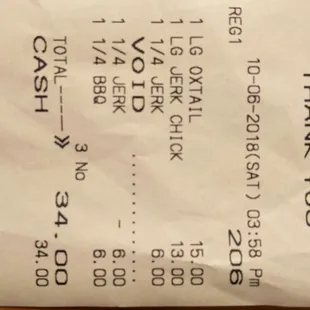 THANK YOU
REG1 10-06-2018(SAT) 03:58 Pm
206
1 LG OXTAIL 15.00
1 LG JERK CHICK 13.00
1 1/4 JERK 6.00
VOID ...............
1 1/4 JERK - 6.00
1 1/4 BBQ 6.00
3 No
TOTAL----» 34.00
CASH 34.00